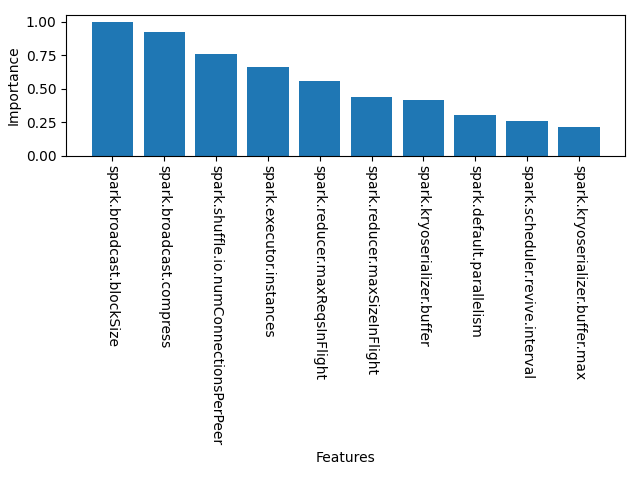 1.00
0.75
0.50
0.25
0.00
Importance
spark.broadcast.blockSize
spark.broadcast.compress
spark.shuffle.io.numConnectionsPerPeer
spark.executor.instances
spark.reducer.maxReqsInFlight
spark.reducer.maxSizeInFlight
spark.kryoserializer.buffer
spark.default.parallelism
spark.scheduler.revive.interval
spark.kryoserializer.buffer.max
Features